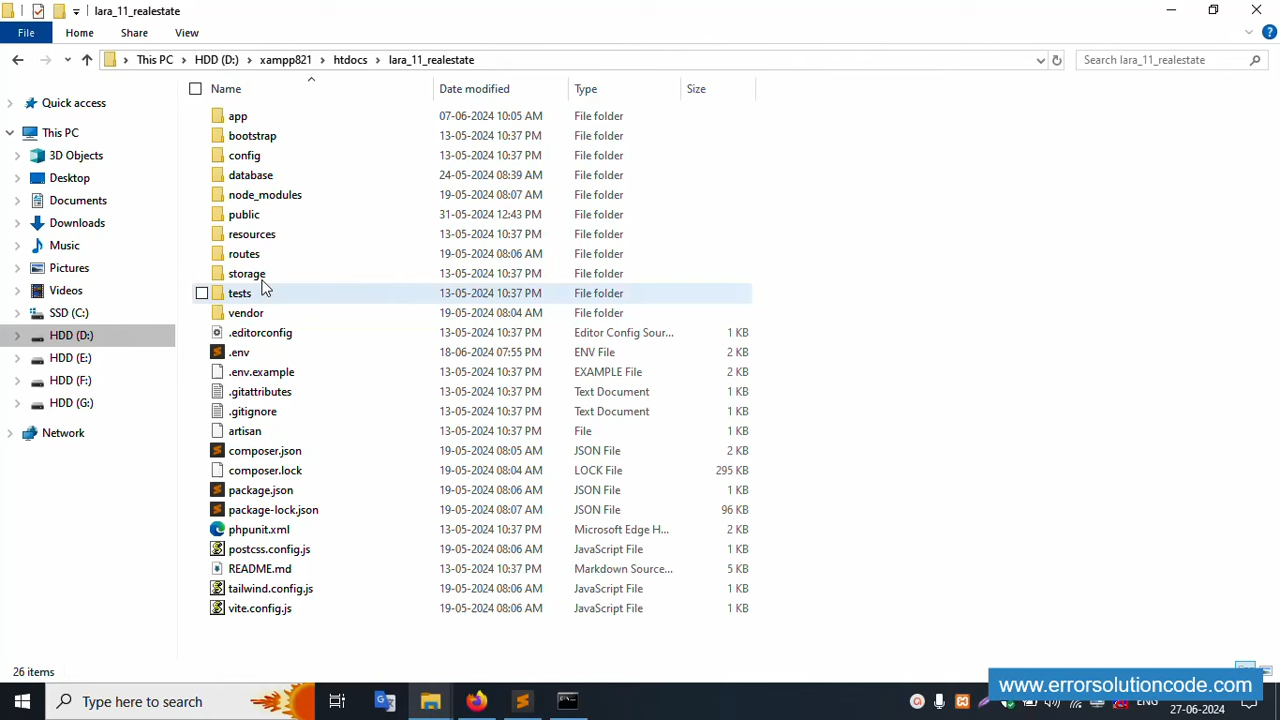 lara_11_realestate
File Home Share View
This PC HDD (D:) xampp821 htdocs lara_11_realestate Search lara_11_realestate
Name Date modified Type Size
Quick access
This PC
3D Objects
Desktop
Documents
Downloads
Music
Pictures
Videos
SSD (C:)
HDD (D:)
HDD (E:)
HDD (F:)
HDD (G:)
Network
app 07-06-2024 10:05 AM File folder
bootstrap 13-05-2024 10:37 PM File folder
config 13-05-2024 10:37 PM File folder
database 24-05-2024 08:39 AM File folder
node_modules 19-05-2024 08:07 AM File folder
public 31-05-2024 12:43 PM File folder
resources 13-05-2024 10:37 PM File folder
routes 19-05-2024 08:06 AM File folder
storage 13-05-2024 10:37 PM File folder
tests 13-05-2024 10:37 PM File folder
vendor 19-05-2024 08:04 AM File folder
.editorconfig 13-05-2024 10:37 PM Editor Config Sour... 1 KB
.env 18-06-2024 07:55 PM ENV File 2 KB
.env.example 13-05-2024 10:37 PM EXAMPLE File 2 KB
.gitattributes 13-05-2024 10:37 PM Text Document 1 KB
.gitignore 13-05-2024 10:37 PM Text Document 1 KB
artisan 13-05-2024 10:37 PM File 1 KB
composer.json 19-05-2024 08:05 AM JSON File 2 KB
composer.lock 19-05-2024 08:04 AM LOCK File 295 KB
package.json 19-05-2024 08:06 AM JSON File 1 KB
package-lock.json 19-05-2024 08:07 AM JSON File 96 KB
phpunit.xml 13-05-2024 10:37 PM Microsoft Edge H... 2 KB
postcss.config.js 19-05-2024 08:06 AM JavaScript File 1 KB
README.md 13-05-2024 10:37 PM Markdown Source... 5 KB
tailwind.config.js 19-05-2024 08:06 AM JavaScript File 1 KB
vite.config.js 19-05-2024 08:06 AM JavaScript File 1 KB
26 items
www.errorsolutioncode.com
Type here to search
ENG
27-06-2024